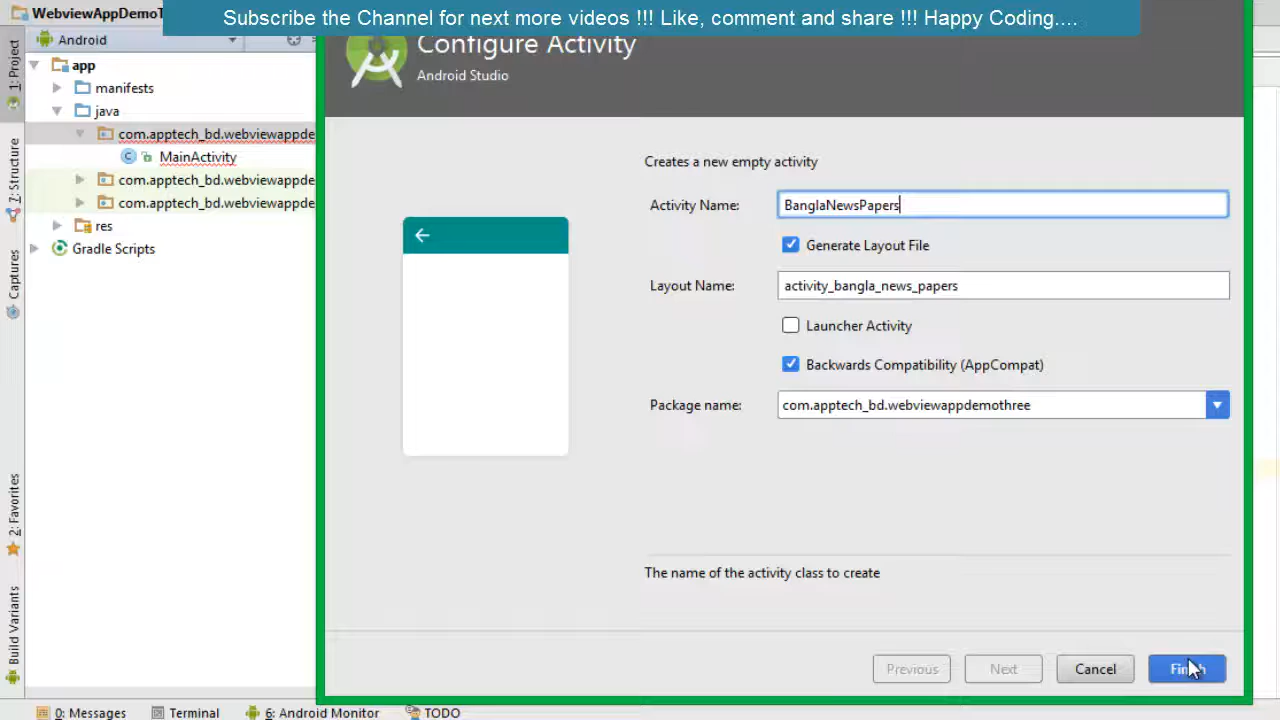 WebviewAppDemoT
Subscribe the Channel for next more videos !!! Like, comment and share !!! Happy Coding....
Android
1: Project
7: Structure
Captures
2: Favorites
Build Variants
app
manifests
java
com.apptech_bd.webviewappde
MainActivity
com.apptech_bd.webviewappde
com.apptech_bd.webviewappde
res
Gradle Scripts
Configure Activity
Android Studio
Creates a new empty activity
Activity Name: BanglaNewsPapers
Generate Layout File
Layout Name: activity_bangla_news_papers
Launcher Activity
Backwards Compatibility (AppCompat)
Package name: com.apptech_bd.webviewappdemothree
The name of the activity class to create
Previous Next Cancel Finish
0: Messages Terminal 6: Android Monitor TODO